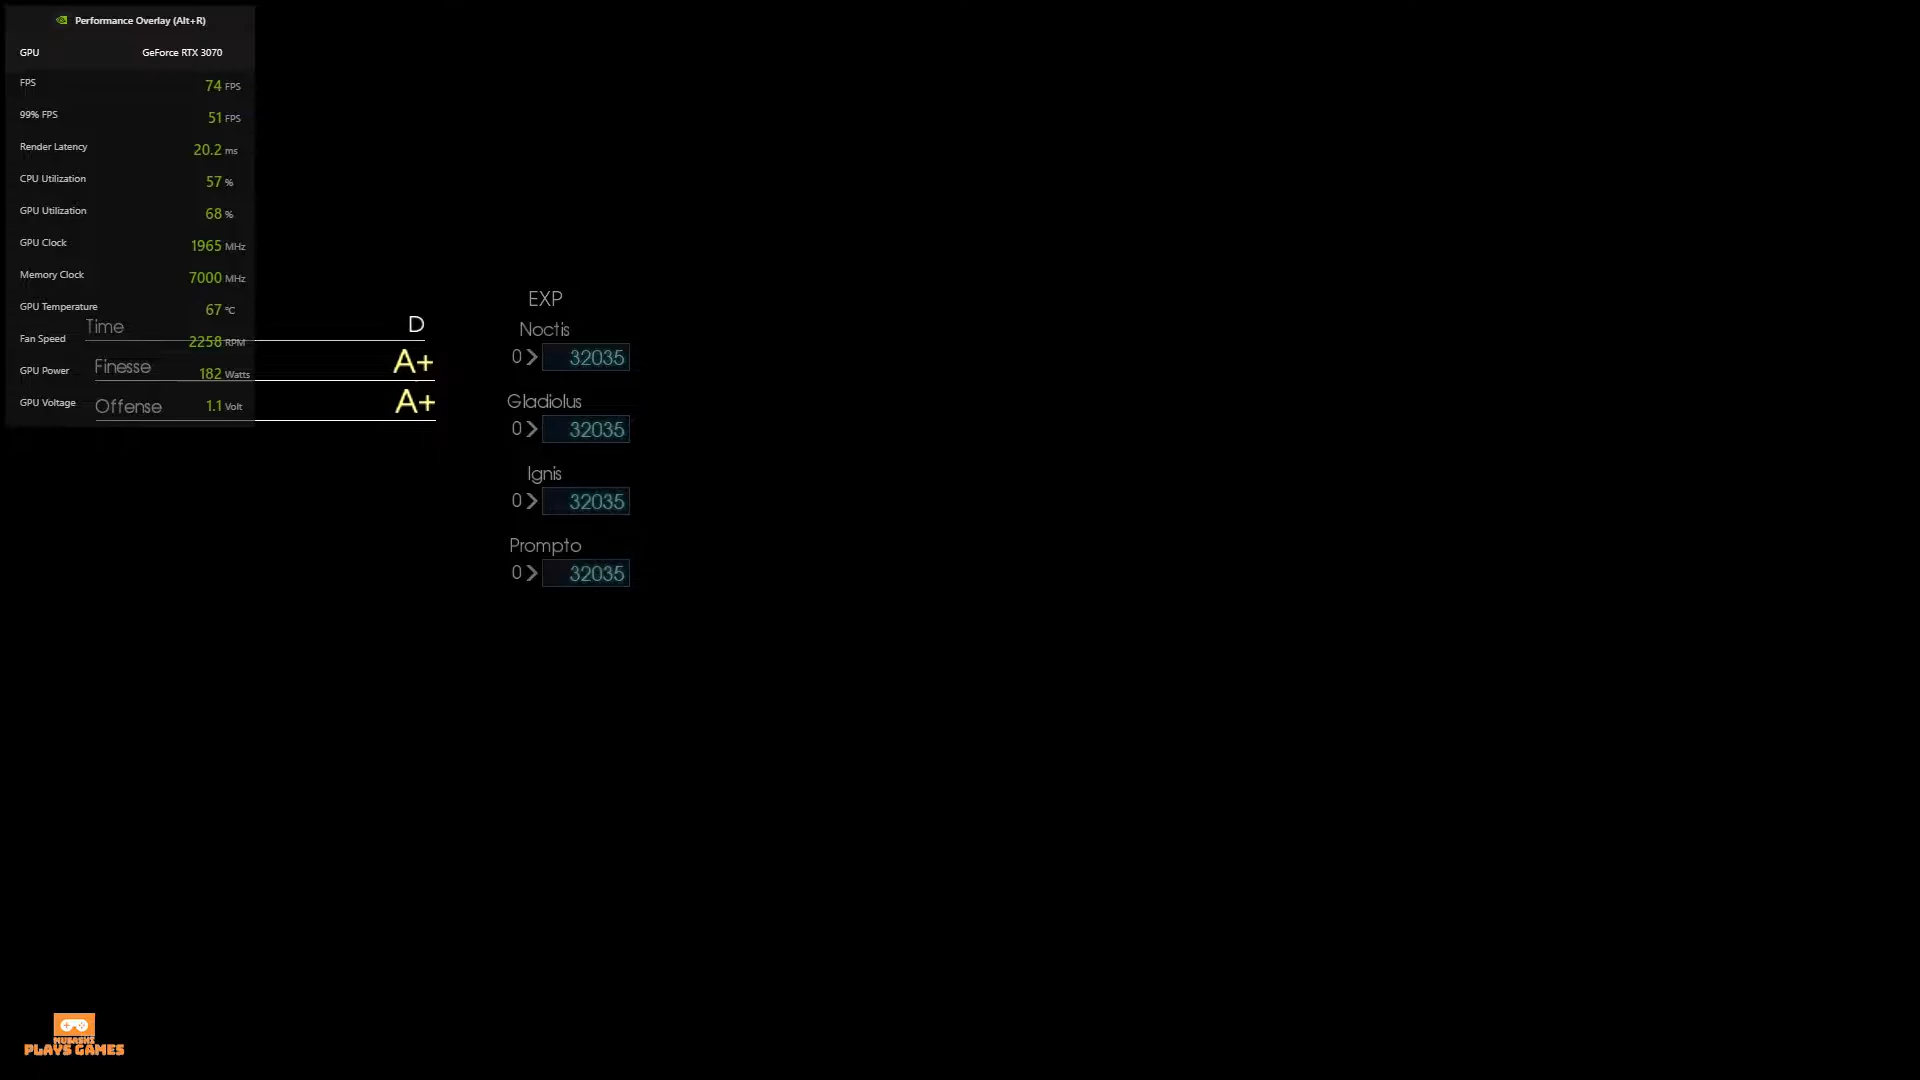 Performance Overlay (Alt+R)
GPU GeForce RTX 3070
FPS 74 FPS
99% FPS 51 FPS
Render Latency 20.2 ms
CPU Utilization 57 %
GPU Utilization 68 %
GPU Clock 1965 MHz
Memory Clock 7000 MHz
GPU Temperature 67 °C
Fan Speed 2258 RPM
GPU Power 182 Watts
GPU Voltage 1.1 Volt
Time D
Finesse A+
Offense A+
EXP
Noctis
0 > 32035
Gladiolus
0 > 32035
Ignis
0 > 32035
Prompto
0 > 32035
PLAYS GAMES